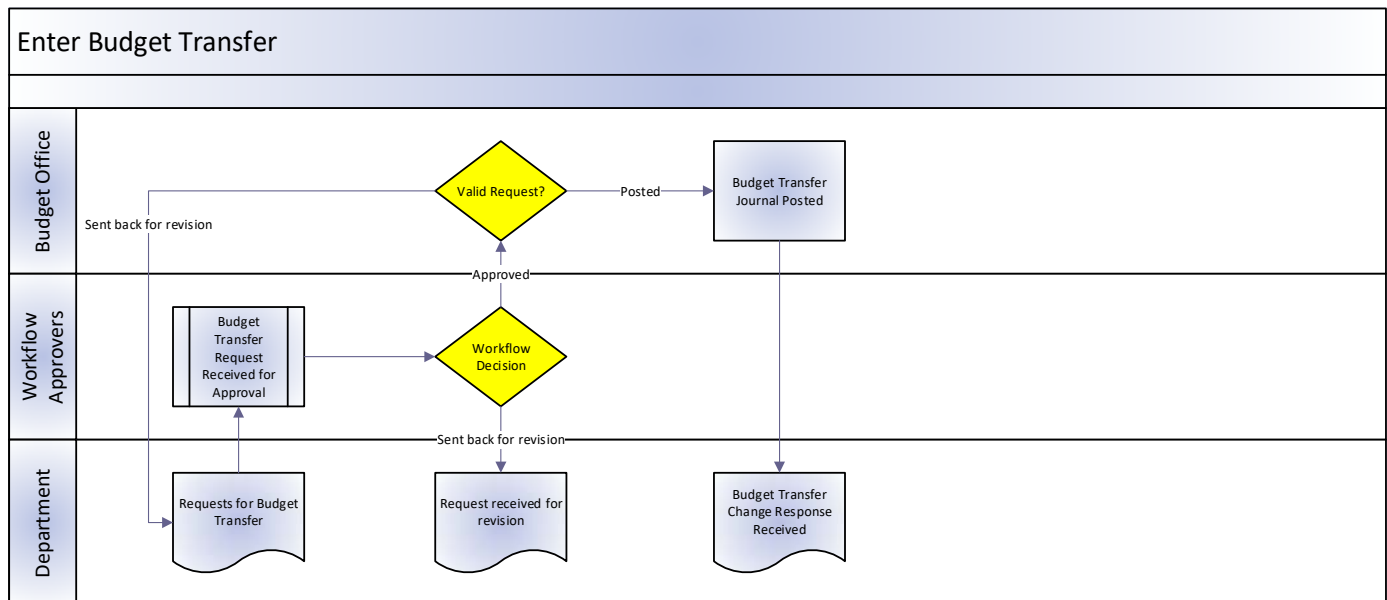 Enter Budget Transfer
Budget Office
Valid Request?
Posted
Budget Transfer
Journal Posted
Sent back for revision
Approved
Workflow
Approvers
Budget
Transfer
Request
Received for
Approval
Workflow
Decision
Sent back for revision
Department
Requests for Budget
Transfer
Request received for
revision
Budget Transfer
Change Response
Received